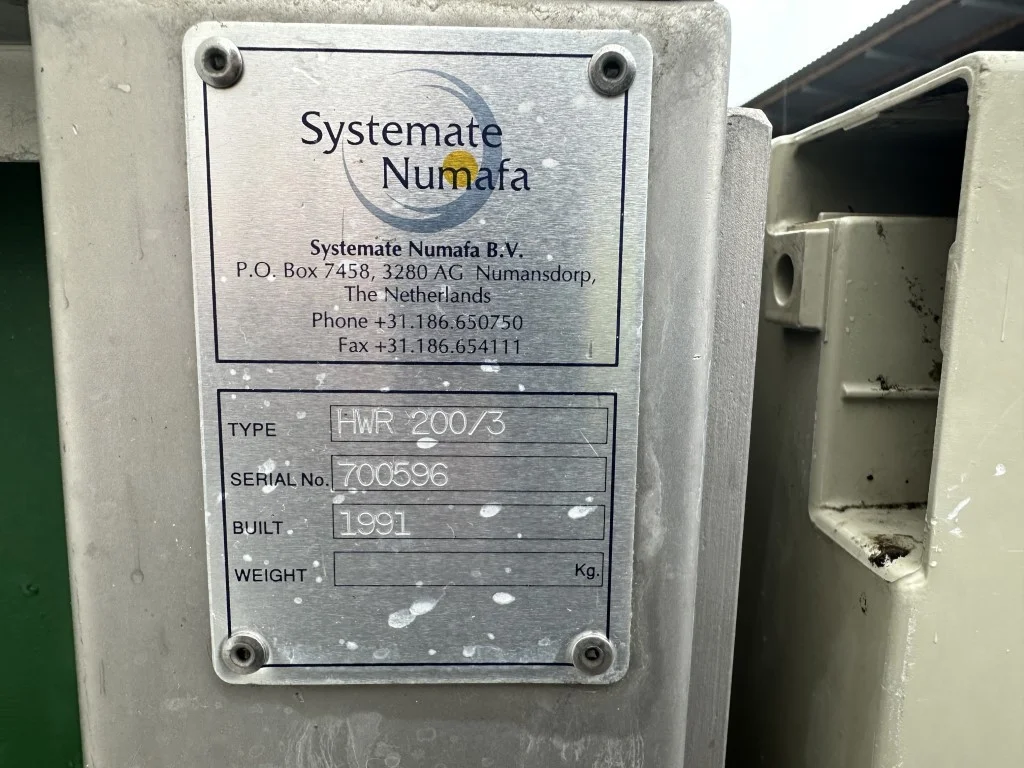 Systemate
Numafa
Systemate Numafa B.V.
P.O. Box 7458, 3280 AG Numansdorp,
The Netherlands
Phone +31.186.650750
Fax +31.186.654111
TYPE HWR 200/3
SERIAL No. 700596
BUILT 1991
WEIGHT Kg.